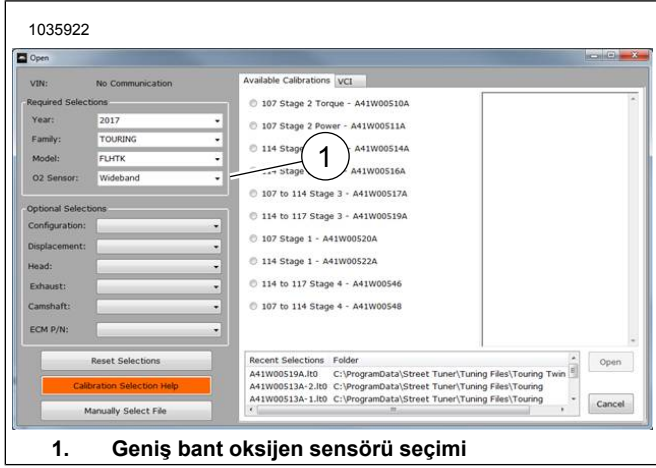 1035922
Open
VIN: No Communication
Required Selections
Year: 2017
Family: TOURING
Model: FLHTK
O2 Sensor: Wideband
Optional Selections
Configuration:
Displacement:
Head:
Exhaust:
Camshaft:
ECM P/N:
Reset Selections
Calibration Selection Help
Manually Select File
Available Calibrations VCI
107 Stage 2 Torque - A41W00510A
107 Stage 2 Power - A41W00511A
114 Stage A41W00514A
Stage A41W00516A
107 to 114 Stage 3 - A41W00517A
114 to 117 Stage 3 - A41W00519A
107 Stage 1 - A41W00520A
114 Stage 1 - A41W00522A
114 to 117 Stage 4 - A41W00546
107 to 114 Stage 4 - A41W00548
1
Recent Selections Folder
A41W00519A.lt0 C:\ProgramData\Street Tuner\Tuning Files\Touring Twin
A41W00513A-2.lt0 C:\ProgramData\Street Tuner\Tuning Files\Touring
A41W00513A-1.lt0 C:\ProgramData\Street Tuner\Tuning Files\Touring
Open
Cancel
1. Geniş bant oksijen sensörü seçimi